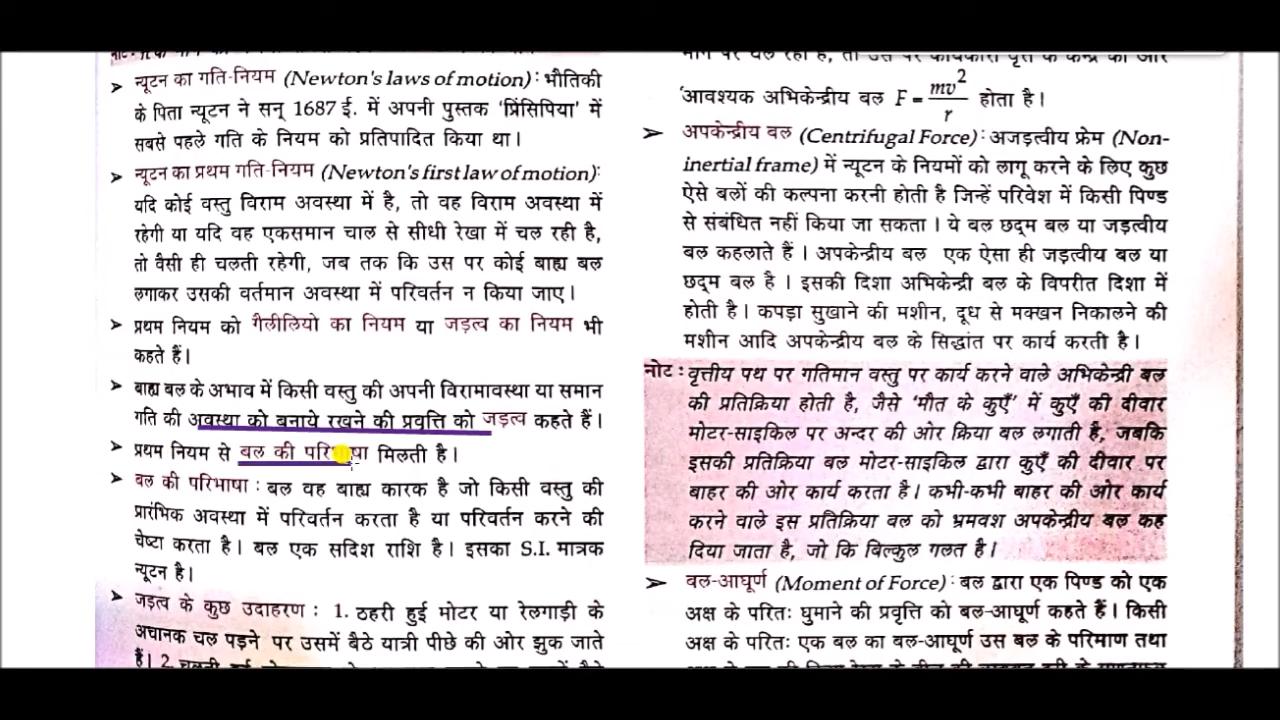 ➤ न्यूटन का गति-नियम (Newton's laws of motion) : भौतिकी
के पिता न्यूटन ने सन् 1687 ई. में अपनी पुस्तक 'प्रिंसिपिया' में
सबसे पहले गति के नियम को प्रतिपादित किया था।
➤ न्यूटन का प्रथम गति-नियम (Newton's first law of motion) :
यदि कोई वस्तु विराम अवस्था में है, तो वह विराम अवस्था में
रहेगी या यदि वह एकसमान चाल से सीधी रेखा में चल रही है,
तो वैसी ही चलती रहेगी, जब तक कि उस पर कोई बाह्य बल
लगाकर उसकी वर्तमान अवस्था में परिवर्तन न किया जाए।
➤ प्रथम नियम को गैलीलियो का नियम या जड़त्व का नियम भी
कहते हैं।
➤ बाह्य बल के अभाव में किसी वस्तु की अपनी विरामावस्था या समान
गति की अवस्था को बनाये रखने की प्रवृत्ति को जड़त्व कहते हैं।
➤ प्रथम नियम से बल की परिभाषा मिलती है।
➤ बल की परिभाषा : बल वह बाह्य कारक है जो किसी वस्तु की
प्रारंभिक अवस्था में परिवर्तन करता है या परिवर्तन करने की
चेष्टा करता है। बल एक सदिश राशि है। इसका S.I. मात्रक
न्यूटन है।
➤ जड़त्व के कुछ उदाहरण : 1. ठहरी हुई मोटर या रेलगाड़ी के
अचानक चल पड़ने पर उसमें बैठे यात्री पीछे की ओर झुक जाते
हैं। 2. चलती हुई
मार्ग पर चल रहा है, तो उस पर कार्यकारी वृत्त के केन्द्र की ओर
आवश्यक अभिकेन्द्रीय बल F = mv²/r होता है।
➤ अपकेन्द्रीय बल (Centrifugal Force) : अजड़त्वीय फ्रेम (Non-
inertial frame) में न्यूटन के नियमों को लागू करने के लिए कुछ
ऐसे बलों की कल्पना करनी होती है जिन्हें परिवेश में किसी पिण्ड
से संबंधित नहीं किया जा सकता। ये बल छद्म बल या जड़त्वीय
बल कहलाते हैं। अपकेन्द्रीय बल एक ऐसा ही जड़त्वीय बल या
छद्म बल है। इसकी दिशा अभिकेन्द्री बल के विपरीत दिशा में
होती है। कपड़ा सुखाने की मशीन, दूध से मक्खन निकालने की
मशीन आदि अपकेन्द्रीय बल के सिद्धांत पर कार्य करती है।
नोट : वृत्तीय पथ पर गतिमान वस्तु पर कार्य करने वाले अभिकेन्द्री बल
की प्रतिक्रिया होती है, जैसे 'मौत के कुएँ' में कुएँ की दीवार
मोटर-साइकिल पर अन्दर की ओर क्रिया बल लगाती है, जबकि
इसकी प्रतिक्रिया बल मोटर-साइकिल द्वारा कुएँ की दीवार पर
बाहर की ओर कार्य करता है। कभी-कभी बाहर की ओर कार्य
करने वाले इस प्रतिक्रिया बल को भ्रमवश अपकेन्द्रीय बल कह
दिया जाता है, जो कि बिल्कुल गलत है।
➤ बल-आघूर्ण (Moment of Force) : बल द्वारा एक पिण्ड को एक
अक्ष के परितः घुमाने की प्रवृत्ति को बल-आघूर्ण कहते हैं। किसी
अक्ष के परितः एक बल का बल-आघूर्ण उस बल के परिमाण तथा